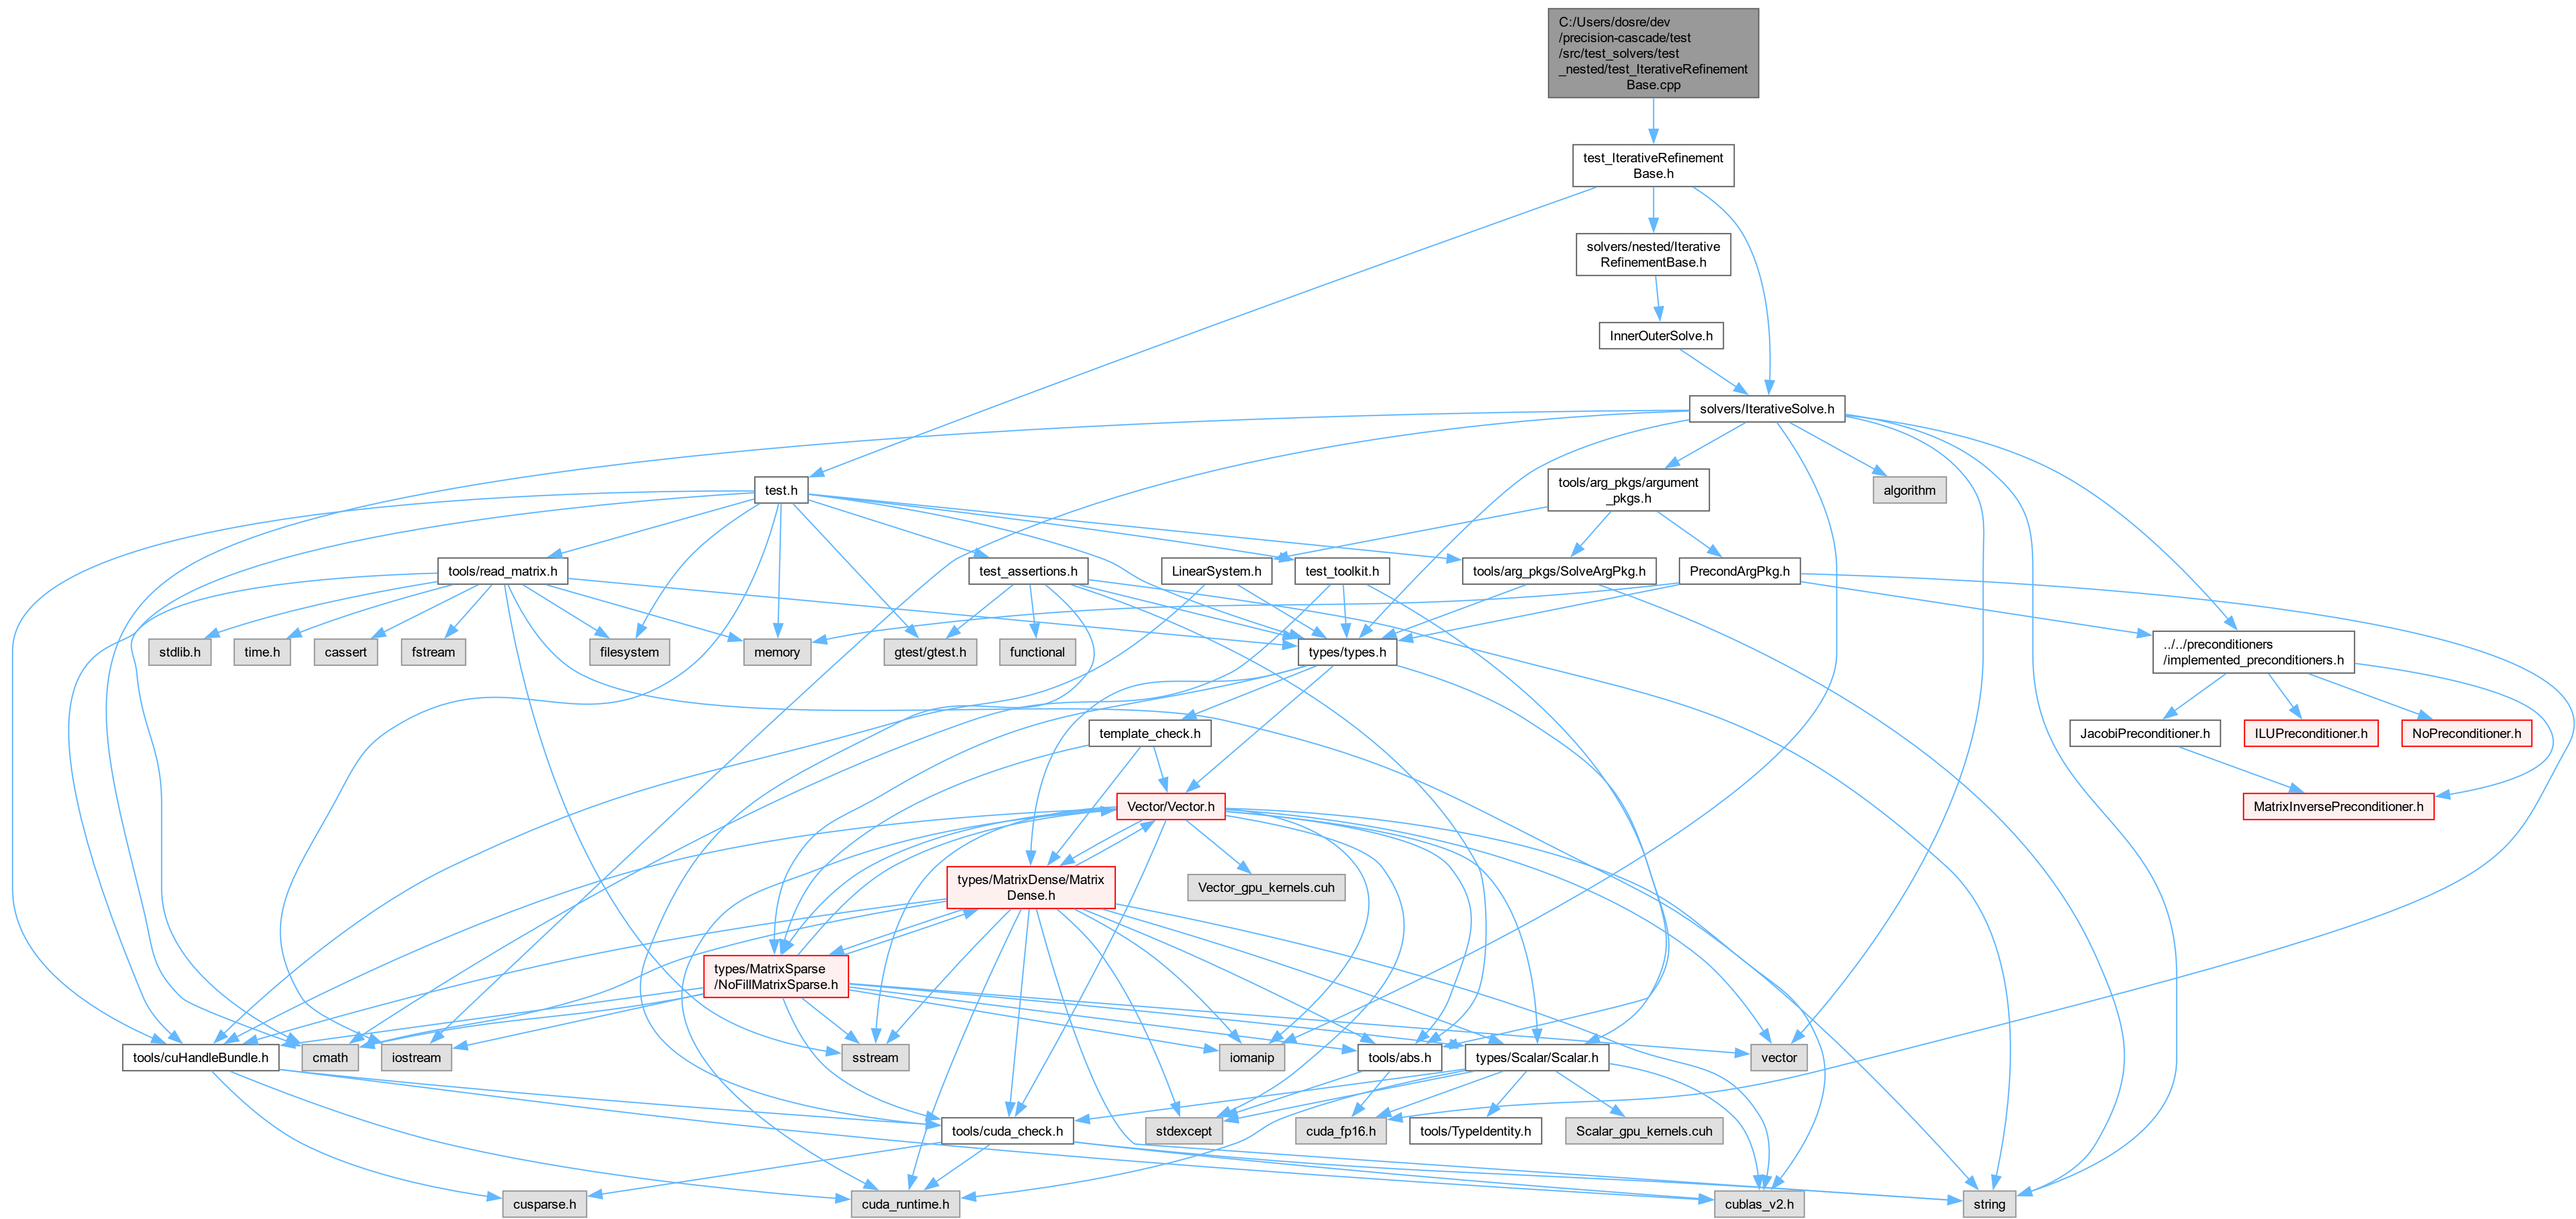 C:/Users/dosre/dev
/precision-cascade/test
/src/test_solvers/test
_nested/test_IterativeRefinement
Base.cpp
test_IterativeRefinement
Base.h
solvers/nested/Iterative
RefinementBase.h
InnerOuterSolve.h
solvers/IterativeSolve.h
test.h
tools/arg_pkgs/argument
_pkgs.h
algorithm
tools/read_matrix.h
test_assertions.h
LinearSystem.h
test_toolkit.h
tools/arg_pkgs/SolveArgPkg.h
PrecondArgPkg.h
stdlib.h
time.h
cassert
fstream
filesystem
memory
gtest/gtest.h
functional
types/types.h
../../preconditioners
/implemented_preconditioners.h
template_check.h
JacobiPreconditioner.h
ILUPreconditioner.h
NoPreconditioner.h
Vector/Vector.h
MatrixInversePreconditioner.h
types/MatrixDense/Matrix
Dense.h
Vector_gpu_kernels.cuh
types/MatrixSparse
/NoFillMatrixSparse.h
tools/cuHandleBundle.h
cmath
iostream
sstream
iomanip
tools/abs.h
types/Scalar/Scalar.h
vector
tools/cuda_check.h
stdexcept
cuda_fp16.h
tools/TypeIdentity.h
Scalar_gpu_kernels.cuh
cusparse.h
cuda_runtime.h
cublas_v2.h
string